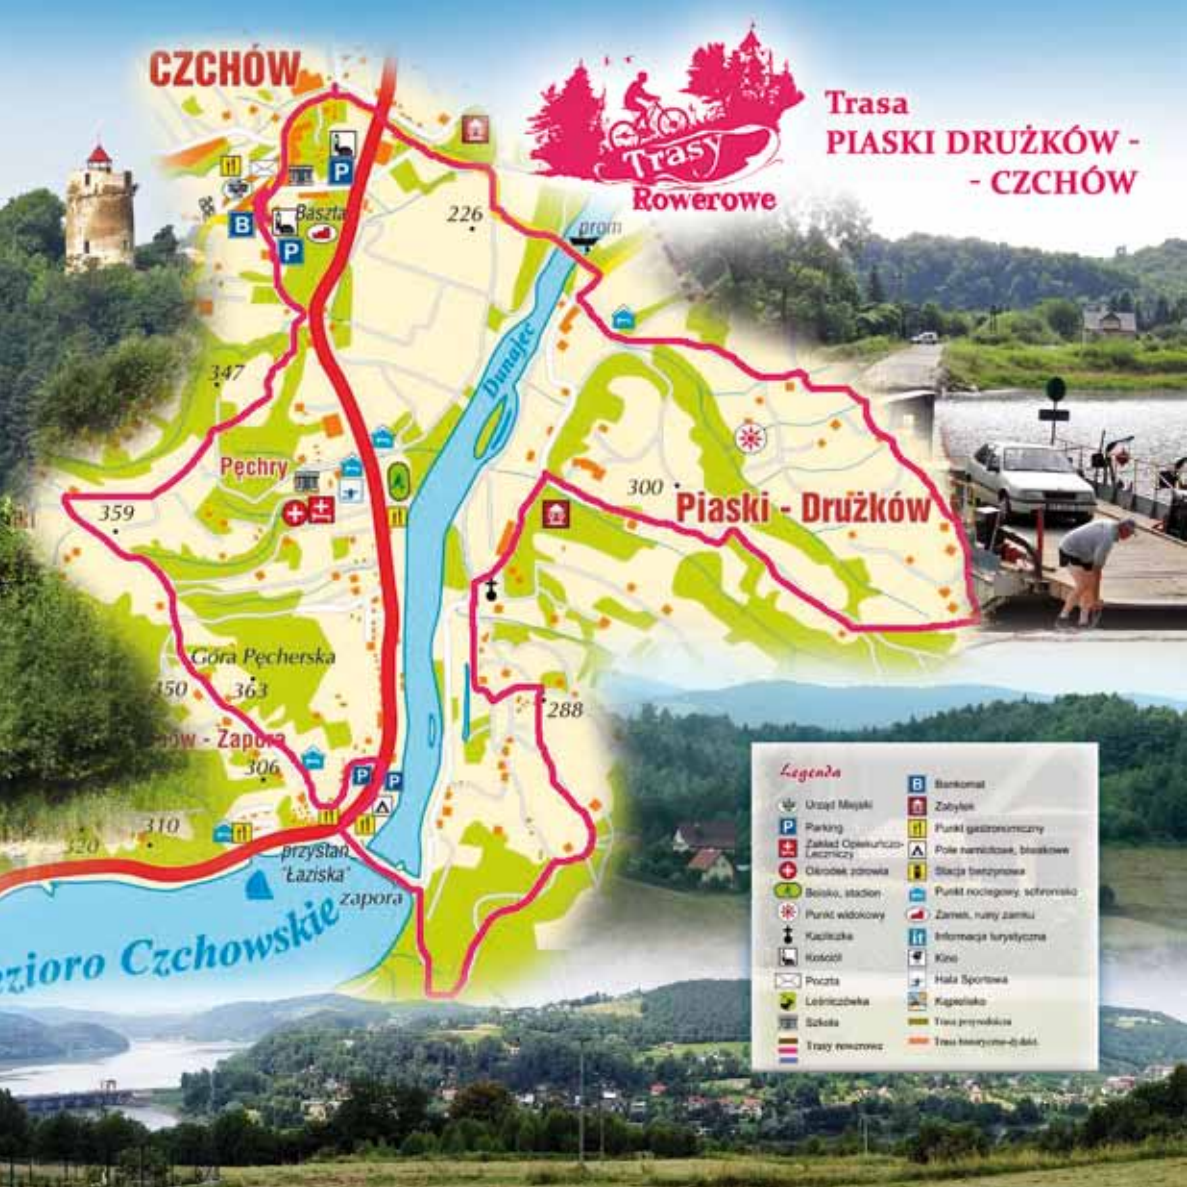 CZCHÓW
Trasy
Rowerowe
Trasa
PIASKI DRUŻKÓW -
- CZCHÓW
P
B
Baszta
P
226
prom
Dunajec
347
Pęchry
359
300
Piaski - Drużków
Góra Pęcherska
350
363
288
- Zapora
306
P
P
310
320
przystań
"Łaziska"
zapora
ezioro Czchowskie
Legenda
Urząd Miejski
P Parking
Zakład Opiekuńczo-
Leczniczy
Ośrodek zdrowia
Boisko, stadion
Punkt widokowy
Kapliczka
Kościół
Poczta
Leśniczówka
Szkoła
Trasy rowerowe
B Bankomat
Zabytek
Punkt gastronomiczny
Pole namiotowe, biwakowe
Stacja benzynowa
Punkt noclegowy, schronisko
Zamek, ruiny zamku
Informacja turystyczna
Kino
Hala Sportowa
Kąpielisko
Trasa przyrodnicza